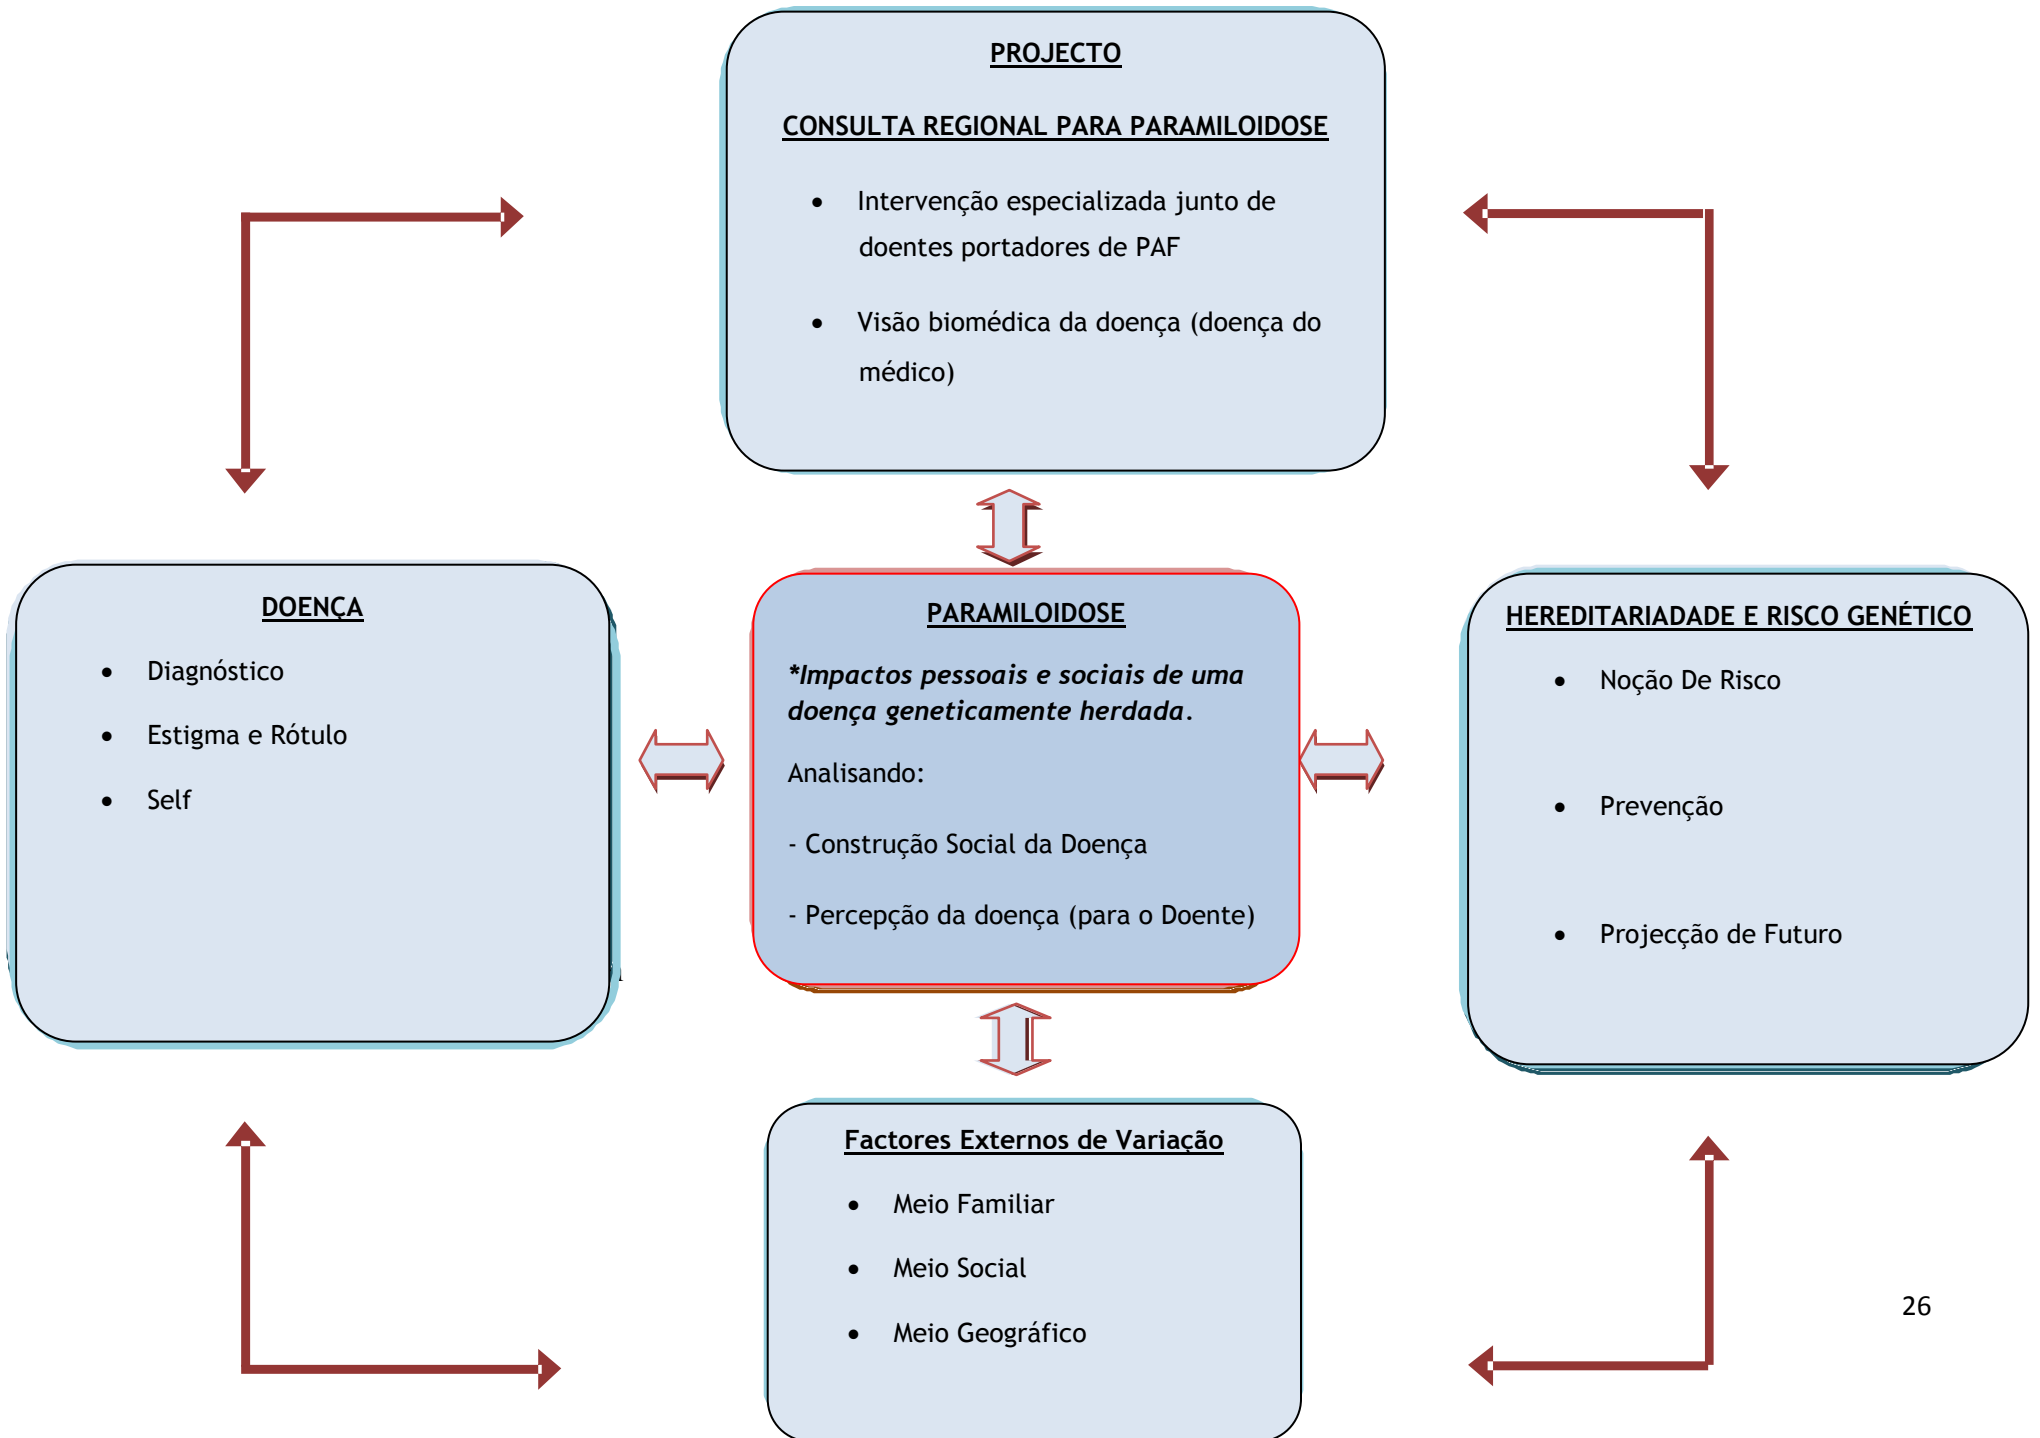 PROJECTO
CONSULTA REGIONAL PARA PARAMILOIDOSE
• Intervenção especializada junto de
doentes portadores de PAF
• Visão biomédica da doença (doença do
médico)
DOENÇA
• Diagnóstico
• Estigma e Rótulo
• Self
PARAMILOIDOSE
*Impactos pessoais e sociais de uma
doença geneticamente herdada.
Analisando:
- Construção Social da Doença
- Percepção da doença (para o Doente)
HEREDITARIADADE E RISCO GENÉTICO
• Noção De Risco
• Prevenção
• Projecção de Futuro
Factores Externos de Variação
• Meio Familiar
• Meio Social
• Meio Geográfico
26